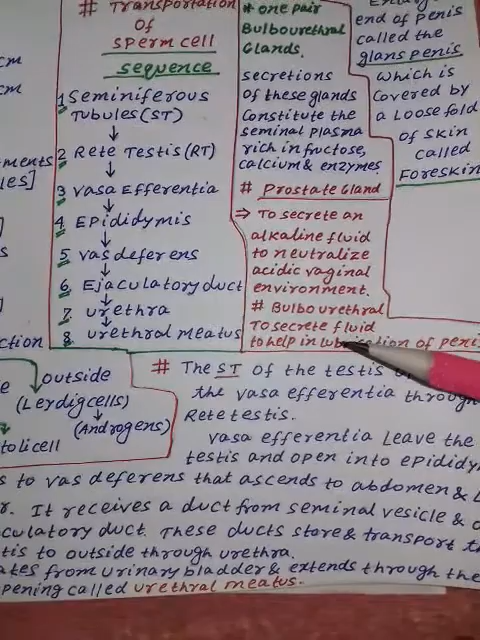 # Transportation
Of
Sperm cell
sequence
1 Seminiferous
Tubules(ST)
2 Rete Testis(RT)
3 Vasa Efferentia
4 Epididymis
5 vas deferens
6 Ejaculatory duct
7 urethra
8 urethral meatus
# one pair
Bulbourethral
Glands.
secretions
of these glands
Constitute the
seminal plasma
rich in fructose,
calcium & enzymes
# Prostate Gland
⇒ To secrete an
alkaline fluid
to neutralize
acidic vaginal
environment.
# Bulbourethral
To secrete fluid
to help in lubrication of peni
end of penis
called the
glans penis
which is
covered by
a loose fold
of skin
called
Foreskin
cm
cm
ments
les]
s
ction
outside
(Leydigcells)
(Androgens)
tolicell
# The ST of the testis
the vasa efferentia through
Rete testis.
vasa efferentia Leave the
testis and open into epididy
s to vas deferens that ascends to abdomen & L
r. It receives a duct from seminal vesicle &
culatory duct. These ducts store & transport t
tis to outside through urethra.
ates from urinary bladder & extends through the
pening called urethral meatus.